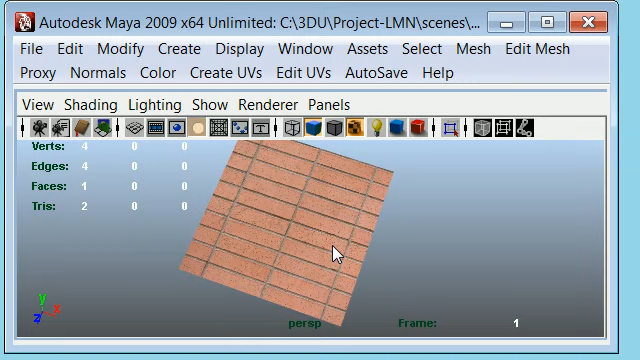 Autodesk Maya 2009 x64 Unlimited: C:\3DU\Project-LMN\scenes\...
File Edit Modify Create Display Window Assets Select Mesh Edit Mesh
Proxy Normals Color Create UVs Edit UVs AutoSave Help
View Shading Lighting Show Renderer Panels
Verts: 4 0 0
Edges: 4 0 0
Faces: 1 0 0
Tris: 2 0 0
y
x
z
persp Frame: 1